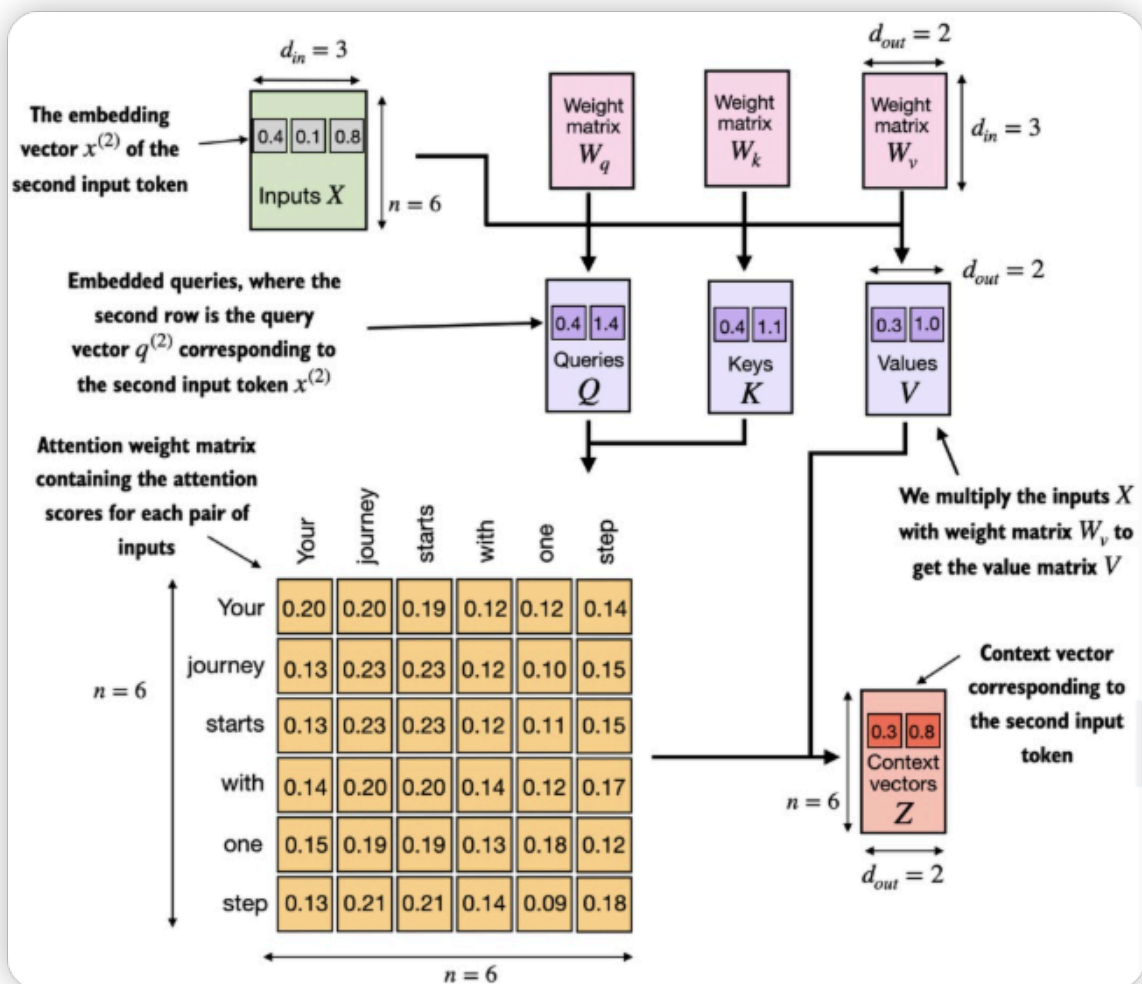 d_in = 3
The embedding
vector x^(2) of the
second input token
0.4 0.1 0.8
Inputs X
n = 6
Weight
matrix
W_q
Weight
matrix
W_k
d_out = 2
Weight
matrix
W_v
d_in = 3
Embedded queries, where the
second row is the query
vector q^(2) corresponding to
the second input token x^(2)
0.4 1.4
Queries
Q
0.4 1.1
Keys
K
d_out = 2
0.3 1.0
Values
V
We multiply the inputs X
with weight matrix W_v to
get the value matrix V
Attention weight matrix
containing the attention
scores for each pair of
inputs
Your journey starts with one step
Your 0.20 0.20 0.19 0.12 0.12 0.14
journey 0.13 0.23 0.23 0.12 0.10 0.15
starts 0.13 0.23 0.23 0.12 0.11 0.15
with 0.14 0.20 0.20 0.14 0.12 0.17
one 0.15 0.19 0.19 0.13 0.18 0.12
step 0.13 0.21 0.21 0.14 0.09 0.18
n = 6
n = 6
Context vector
corresponding to
the second input
token
0.3 0.8
Context
vectors
Z
n = 6
d_out = 2